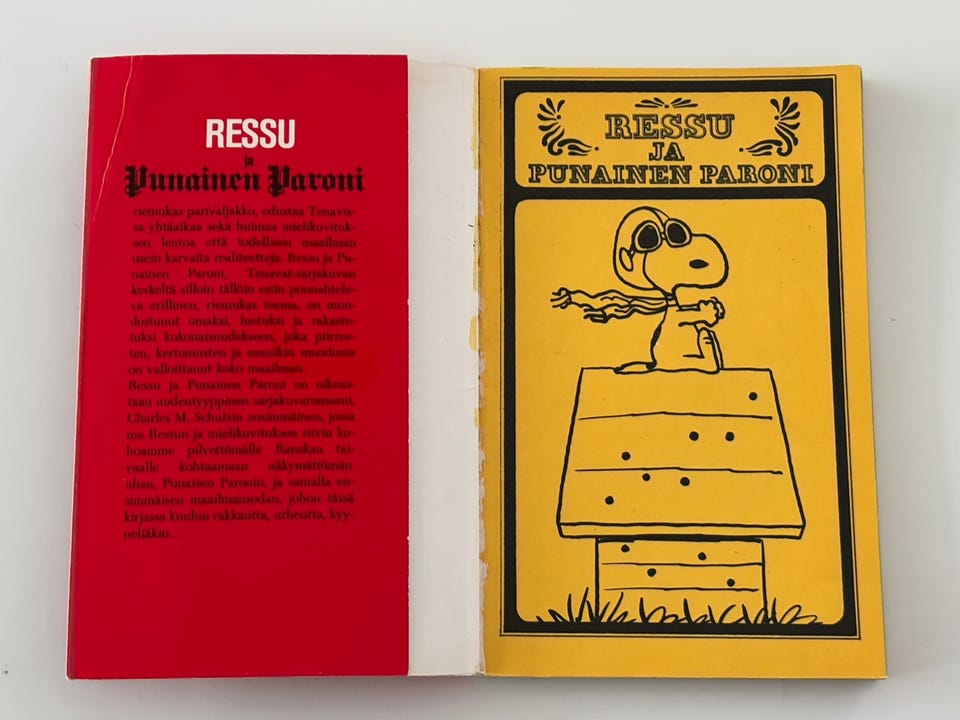 RESSU
ja
Punainen Paroni
riemukas parivaljakko, edustaa Tenavis-
sa yhtäaikaa sekä huimaa mielikuvituk-
sen lentoa että todellisen maailman
usein karvaita realiteetteja. Ressu ja Pu-
nainen Paroni, Tenavat-sarjakuvan
keskeltä silloin tällöin esiin ponnahtele-
va erillinen, riemukas teema, on muo-
dostunut omaksi, luetuksi ja rakaste-
tuksi kokonaisuudekseen, joka piirros-
ten, kertomusten ja musiikin muodossa
on valloittanut koko maailman.
Ressu ja Punainen Paroni on oikeas-
taan uudentyyppinen sarjakuvaromaani,
Charles M. Schulzin ensimmäinen, jossa
me Ressun ja mielikuvituksen siivin ko-
hoamme pilvettömälle Ranskan tai-
vaalle kohtaamaan näkymättömän
uhan, Punaisen Paronin, ja samalla en-
simmäisen maailmansodan, johon tässä
kirjassa kuuluu rakkautta, urheutta, kyy-
neliäkin...
RESSU
JA
PUNAINEN PARONI